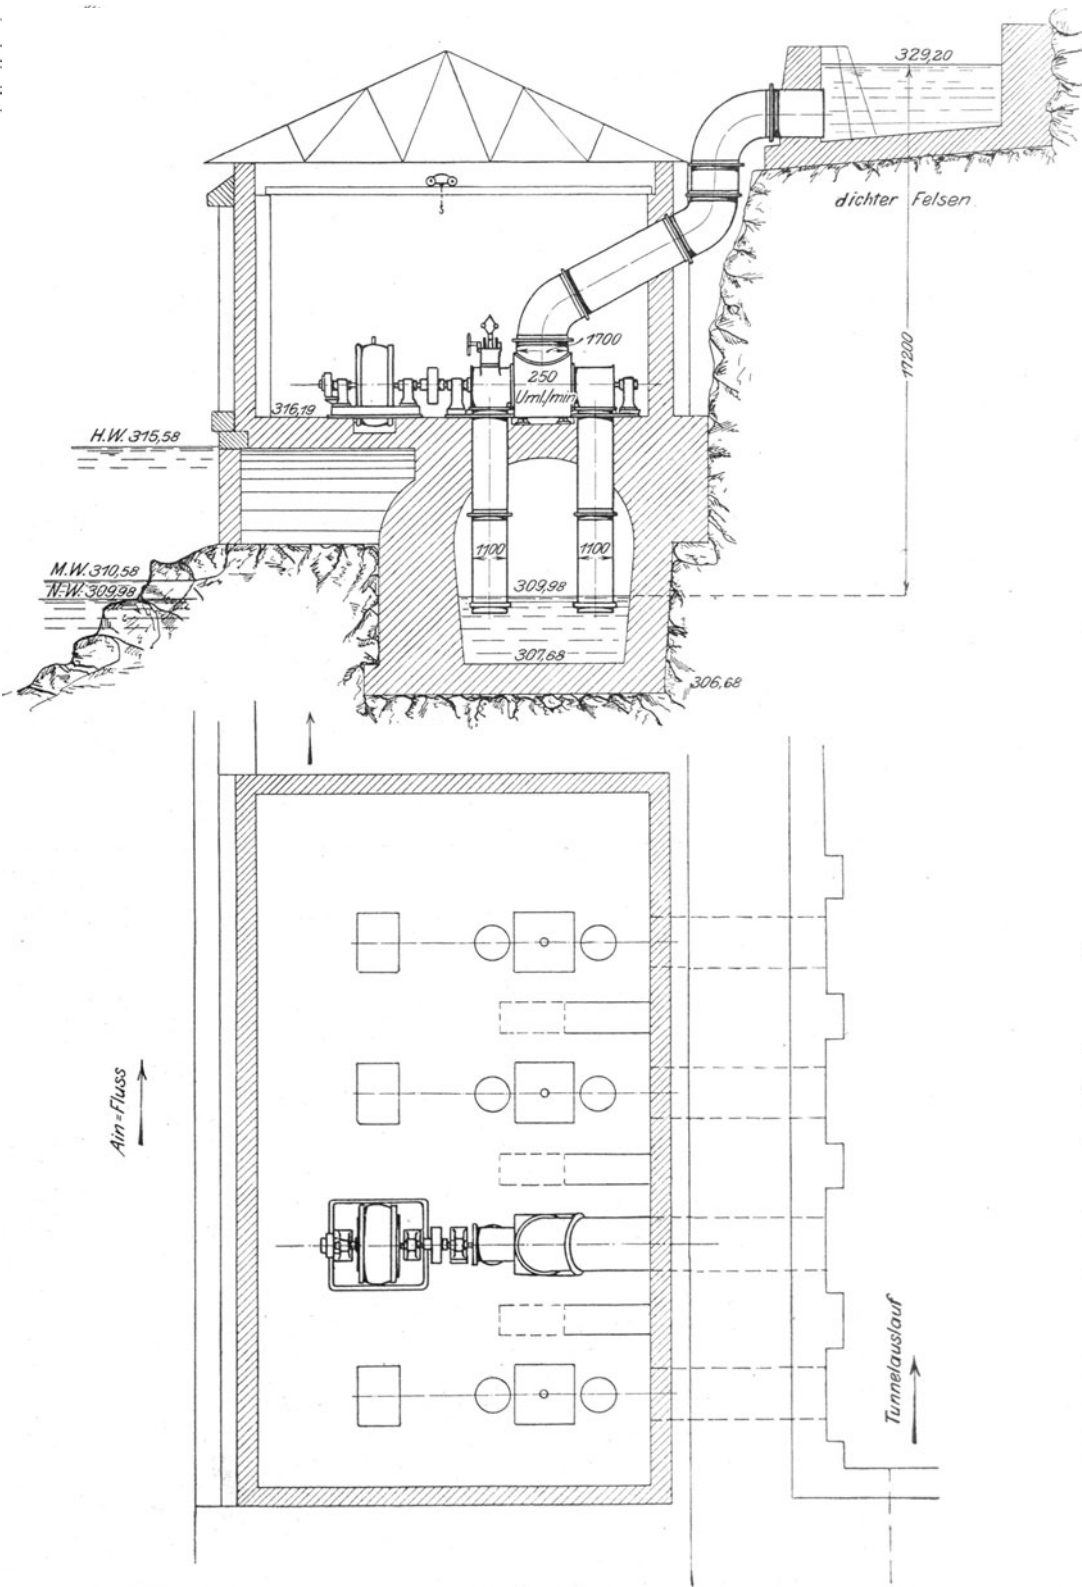 329,20
dichter Felsen.
17200
1700
250
Uml/min
316,19
H.W. 315,58
1100
1100
M.W. 310,58
N.W. 309,98
309,98
307,68
306,68
Ain=Fluss
Tunnelauslauf